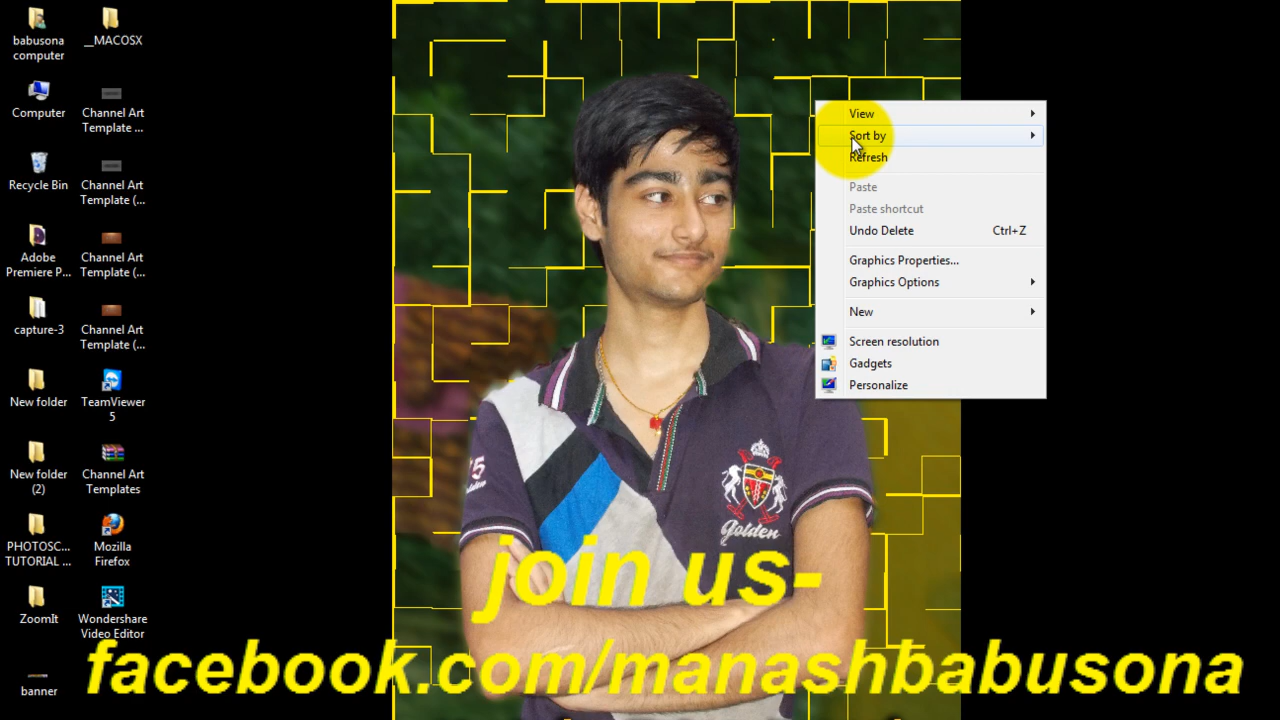 babusona
computer
__MACOSX
Computer
Channel Art
Template ...
Recycle Bin
Channel Art
Template (...
Adobe
Premiere P...
Channel Art
Template (...
capture-3
Channel Art
Template (...
New folder
TeamViewer
5
New folder
(2)
Channel Art
Templates
PHOTOSC...
TUTORIAL ...
Mozilla
Firefox
ZoomIt
Wondershare
Video Editor
banner
View
Sort by
Refresh
Paste
Paste shortcut
Undo Delete Ctrl+Z
Graphics Properties...
Graphics Options
New
Screen resolution
Gadgets
Personalize
Golden
join us-
facebook.com/manashbabusona